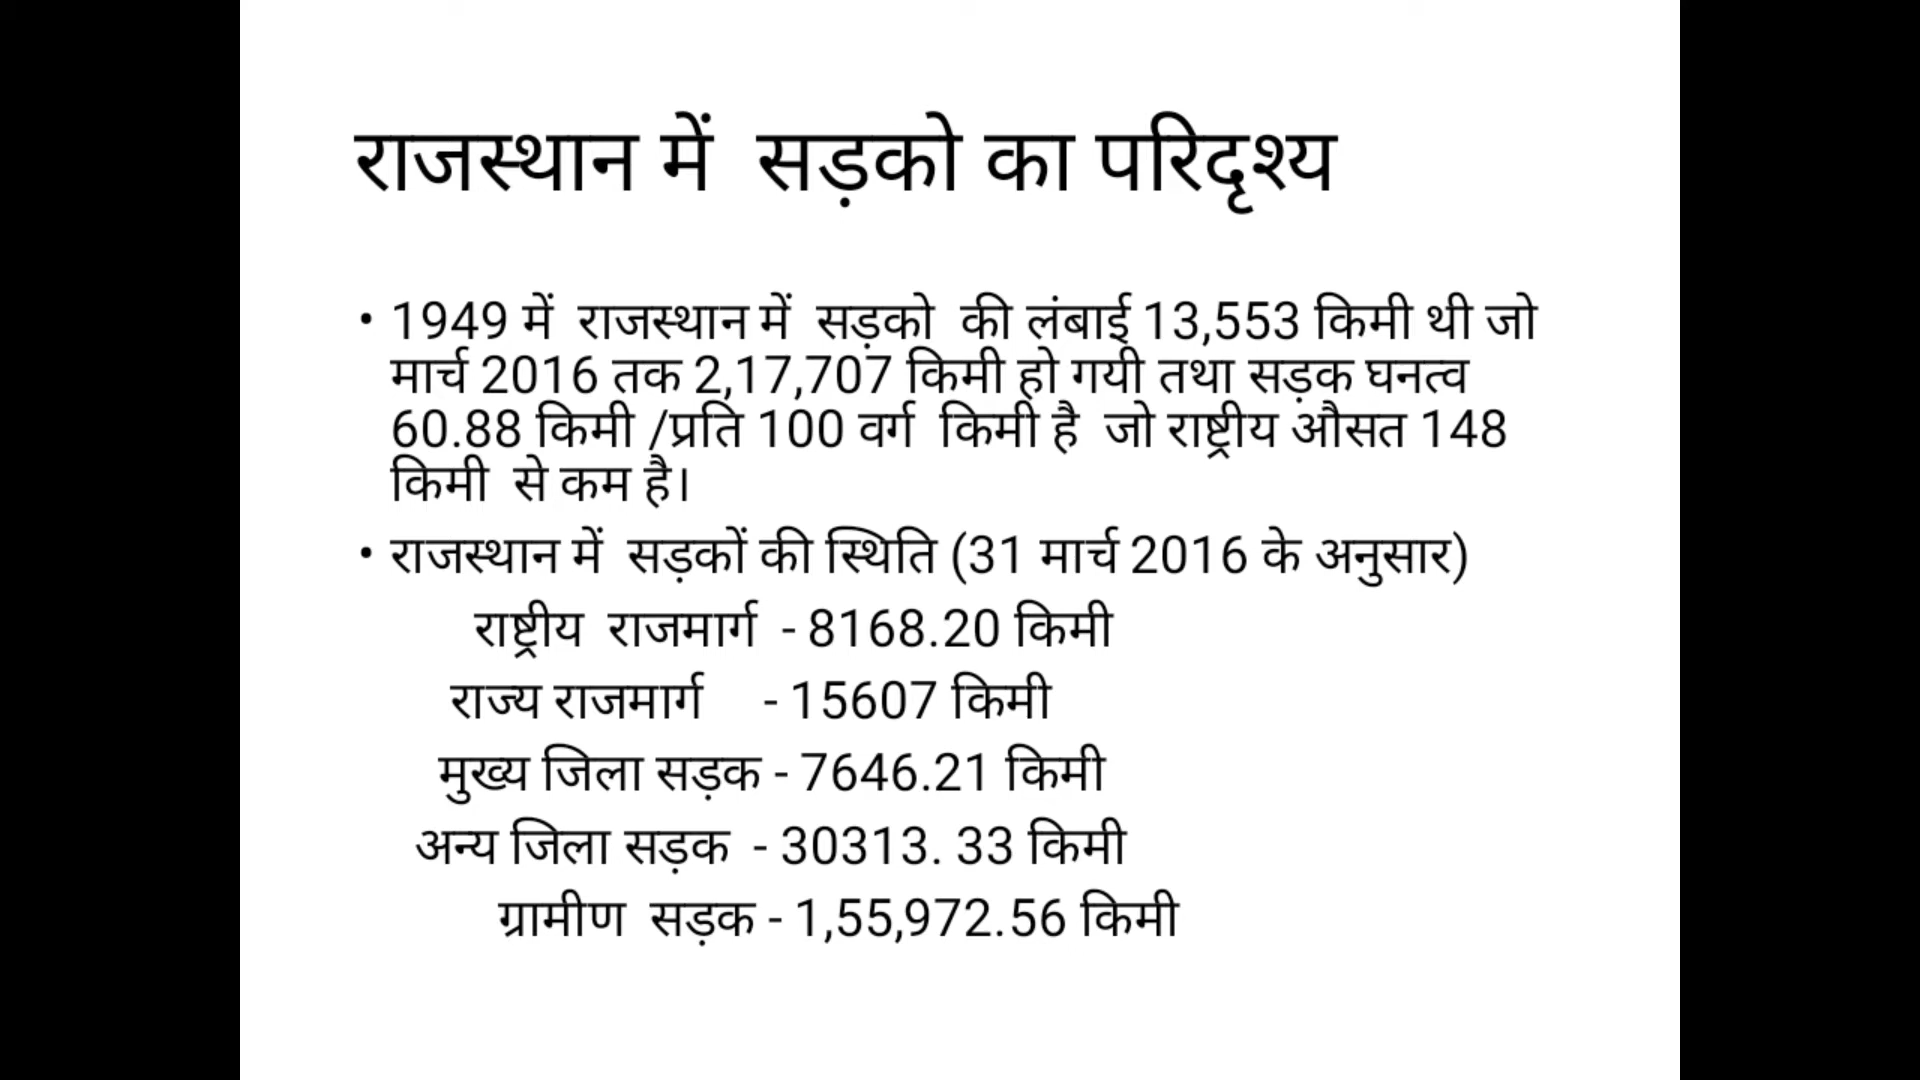 राजस्थान में सड़को का परिदृश्य
• 1949 में राजस्थान में सड़को की लंबाई 13,553 किमी थी जो
मार्च 2016 तक 2,17,707 किमी हो गयी तथा सड़क घनत्व
60.88 किमी /प्रति 100 वर्ग किमी है जो राष्ट्रीय औसत 148
किमी से कम है।
• राजस्थान में सड़कों की स्थिति (31 मार्च 2016 के अनुसार)
राष्ट्रीय राजमार्ग - 8168.20 किमी
राज्य राजमार्ग - 15607 किमी
मुख्य जिला सड़क - 7646.21 किमी
अन्य जिला सड़क - 30313. 33 किमी
ग्रामीण सड़क - 1,55,972.56 किमी